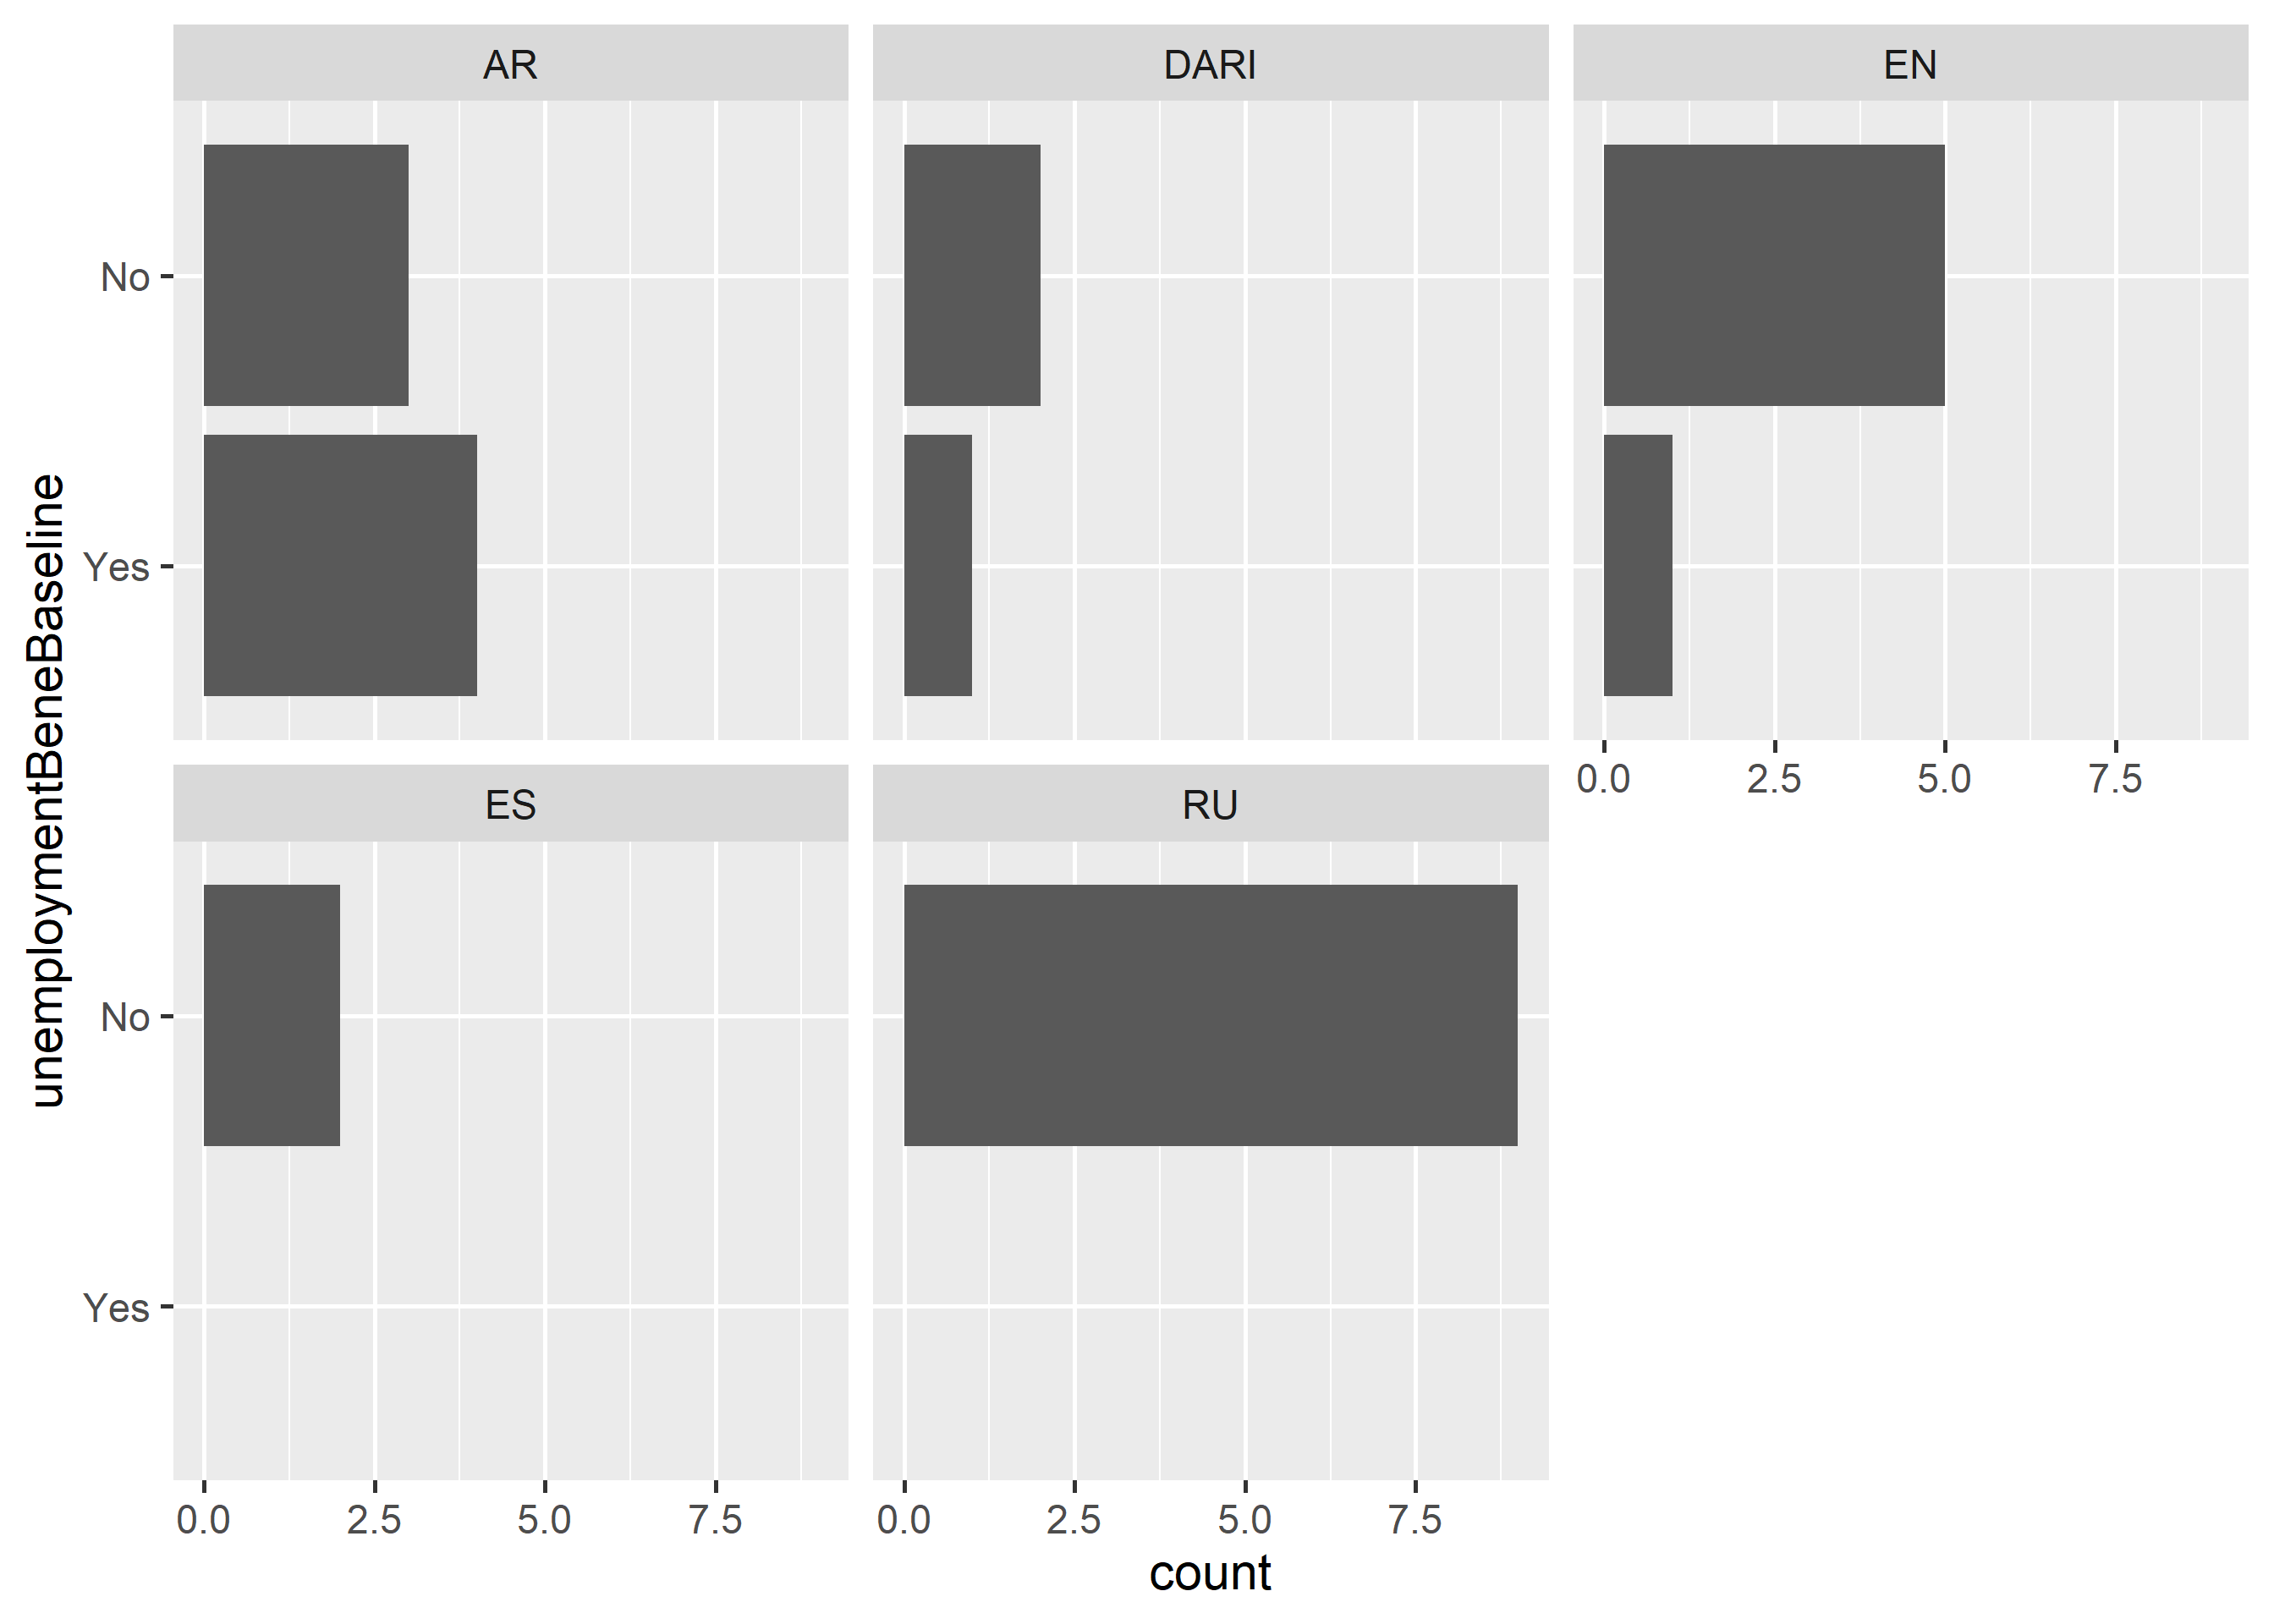 AR
DARI
EN
unemploymentBeneBaseline
No
Yes
0.0 2.5 5.0 7.5
ES
RU
No
Yes
0.0 2.5 5.0 7.5
0.0 2.5 5.0 7.5
count